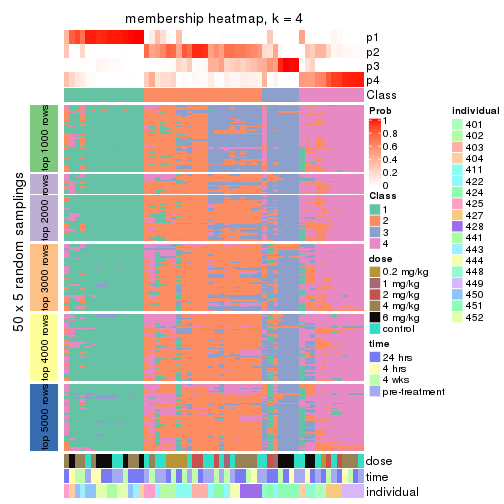 membership heatmap, k = 4
p1
p2
p3
p4
Class
50 x 5 random samplings
top 1000 rows
top 2000 rows
top 3000 rows
top 4000 rows
top 5000 rows
dose
time
individual
Prob
1
0.8
0.6
0.4
0.2
0
Class
1
2
3
4
dose
0.2 mg/kg
1 mg/kg
2 mg/kg
4 mg/kg
6 mg/kg
control
time
24 hrs
4 hrs
4 wks
pre-treatment
individual
401
402
403
404
411
422
424
425
427
428
441
443
444
448
449
450
451
452